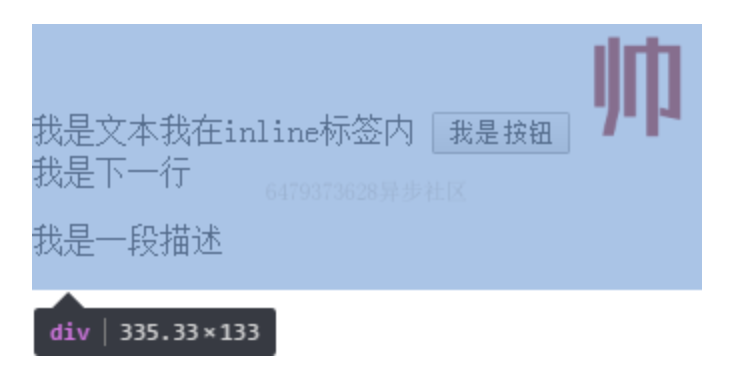 帅
我是文本我在inline标签内 我是按钮
我是下一行
6479373628异步社区
我是一段描述
div 335.33×133